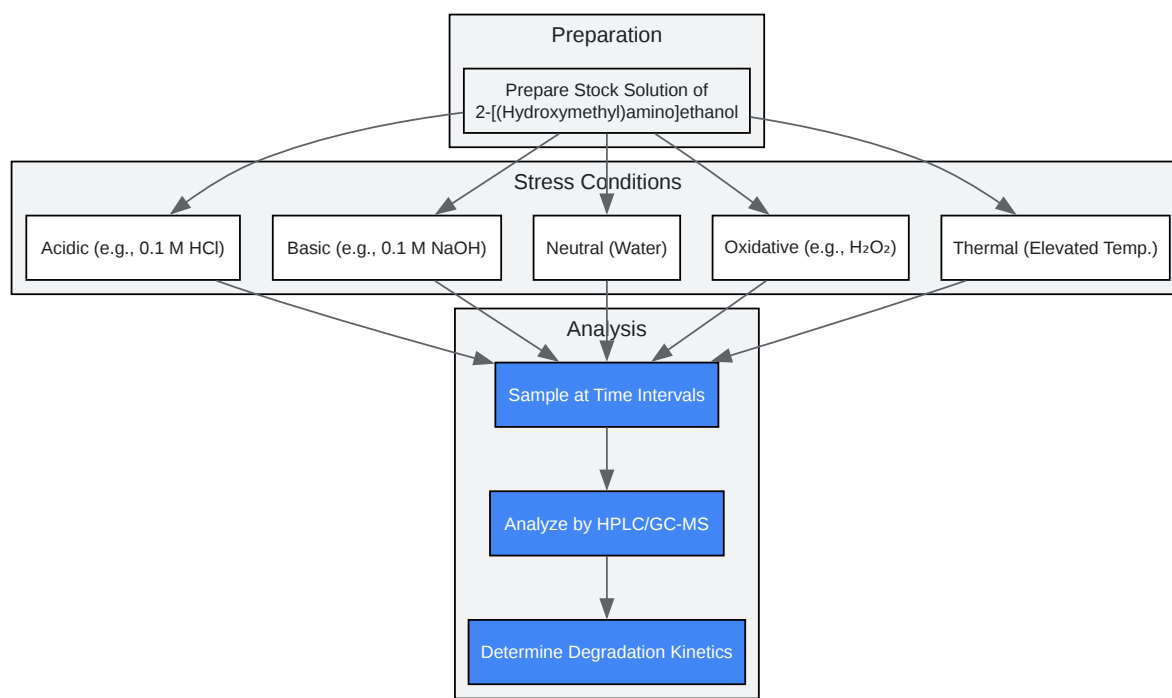 Preparation
Prepare Stock Solution of
2-[(Hydroxymethyl)amino]ethanol
Stress Conditions
Acidic (e.g., 0.1 M HCl)
Basic (e.g., 0.1 M NaOH)
Neutral (Water)
Oxidative (e.g., H₂O₂)
Thermal (Elevated Temp.)
Analysis
Sample at Time Intervals
Analyze by HPLC/GC-MS
Determine Degradation Kinetics